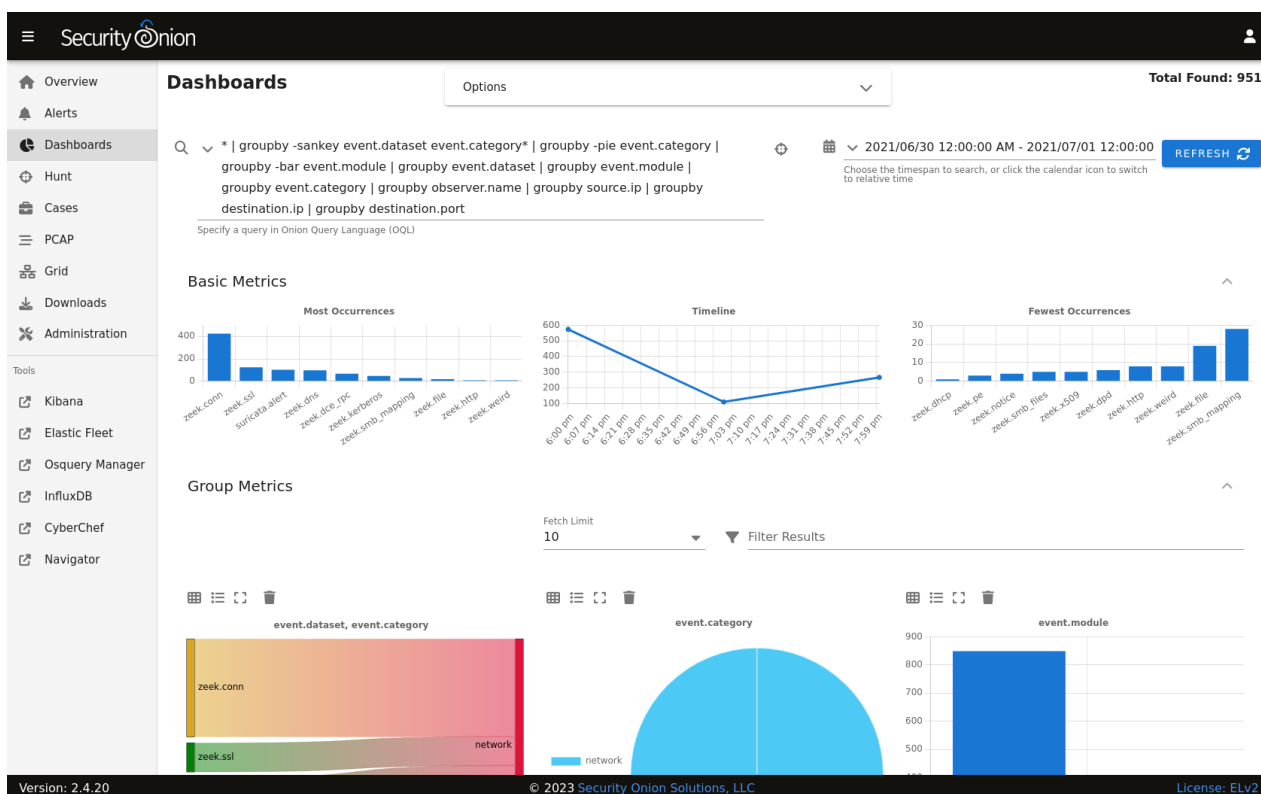 Security Onion
Overview
Alerts
Dashboards
Hunt
Cases
PCAP
Grid
Downloads
Administration
Tools
Kibana
Elastic Fleet
Osquery Manager
InfluxDB
CyberChef
Navigator
Dashboards
Options
Total Found: 951
* | groupby -sankey event.dataset event.category* | groupby -pie event.category |
groupby -bar event.module | groupby event.dataset | groupby event.module |
groupby event.category | groupby observer.name | groupby source.ip | groupby
destination.ip | groupby destination.port
Specify a query in Onion Query Language (OQL)
2021/06/30 12:00:00 AM - 2021/07/01 12:00:00
Choose the timespan to search, or click the calendar icon to switch
to relative time
REFRESH
Basic Metrics
Most Occurrences
400
200
0
zeek.conn
zeek.ssl
suricata.alert
zeek.dns
zeek.dce_rpc
zeek.kerberos
zeek.smb_mapping
zeek.file
zeek.http
zeek.weird
Timeline
600
500
400
300
200
100
6:00 pm
6:07 pm
6:14 pm
6:21 pm
6:28 pm
6:35 pm
6:42 pm
6:49 pm
6:56 pm
7:03 pm
7:10 pm
7:17 pm
7:24 pm
7:31 pm
7:38 pm
7:45 pm
7:52 pm
7:59 pm
Fewest Occurrences
30
20
10
0
zeek.dhcp
zeek.pe
zeek.notice
zeek.smb_files
zeek.x509
zeek.dpd
zeek.http
zeek.weird
zeek.file
zeek.smb_mapping
Group Metrics
Fetch Limit
10
Filter Results
event.dataset, event.category
zeek.conn
network
zeek.ssl
event.category
network
event.module
900
800
700
600
500
Version: 2.4.20
© 2023 Security Onion Solutions, LLC
License: ELv2